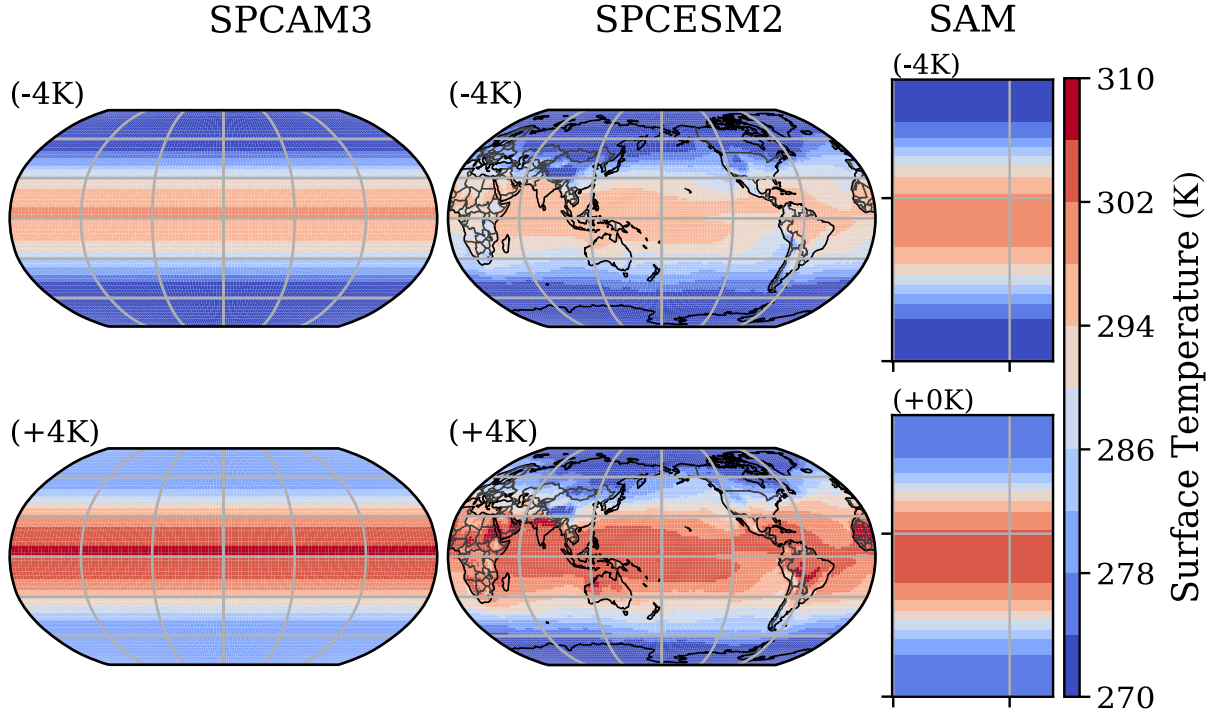 SPCAM3 SPCESM2 SAM
(-4K) (-4K) (-4K)
(+4K) (+4K) (+0K)
310
302
294
286
278
270
Surface Temperature (K)